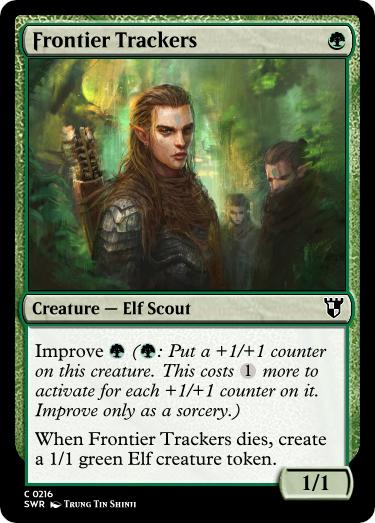 Frontier Trackers
Creature — Elf Scout
Improve (: Put a +1/+1 counter
on this creature. This costs 1 more to
activate for each +1/+1 counter on it.
Improve only as a sorcery.)
When Frontier Trackers dies, create
a 1/1 green Elf creature token.
1/1
C 0216
SWR Trung Tin Shinji